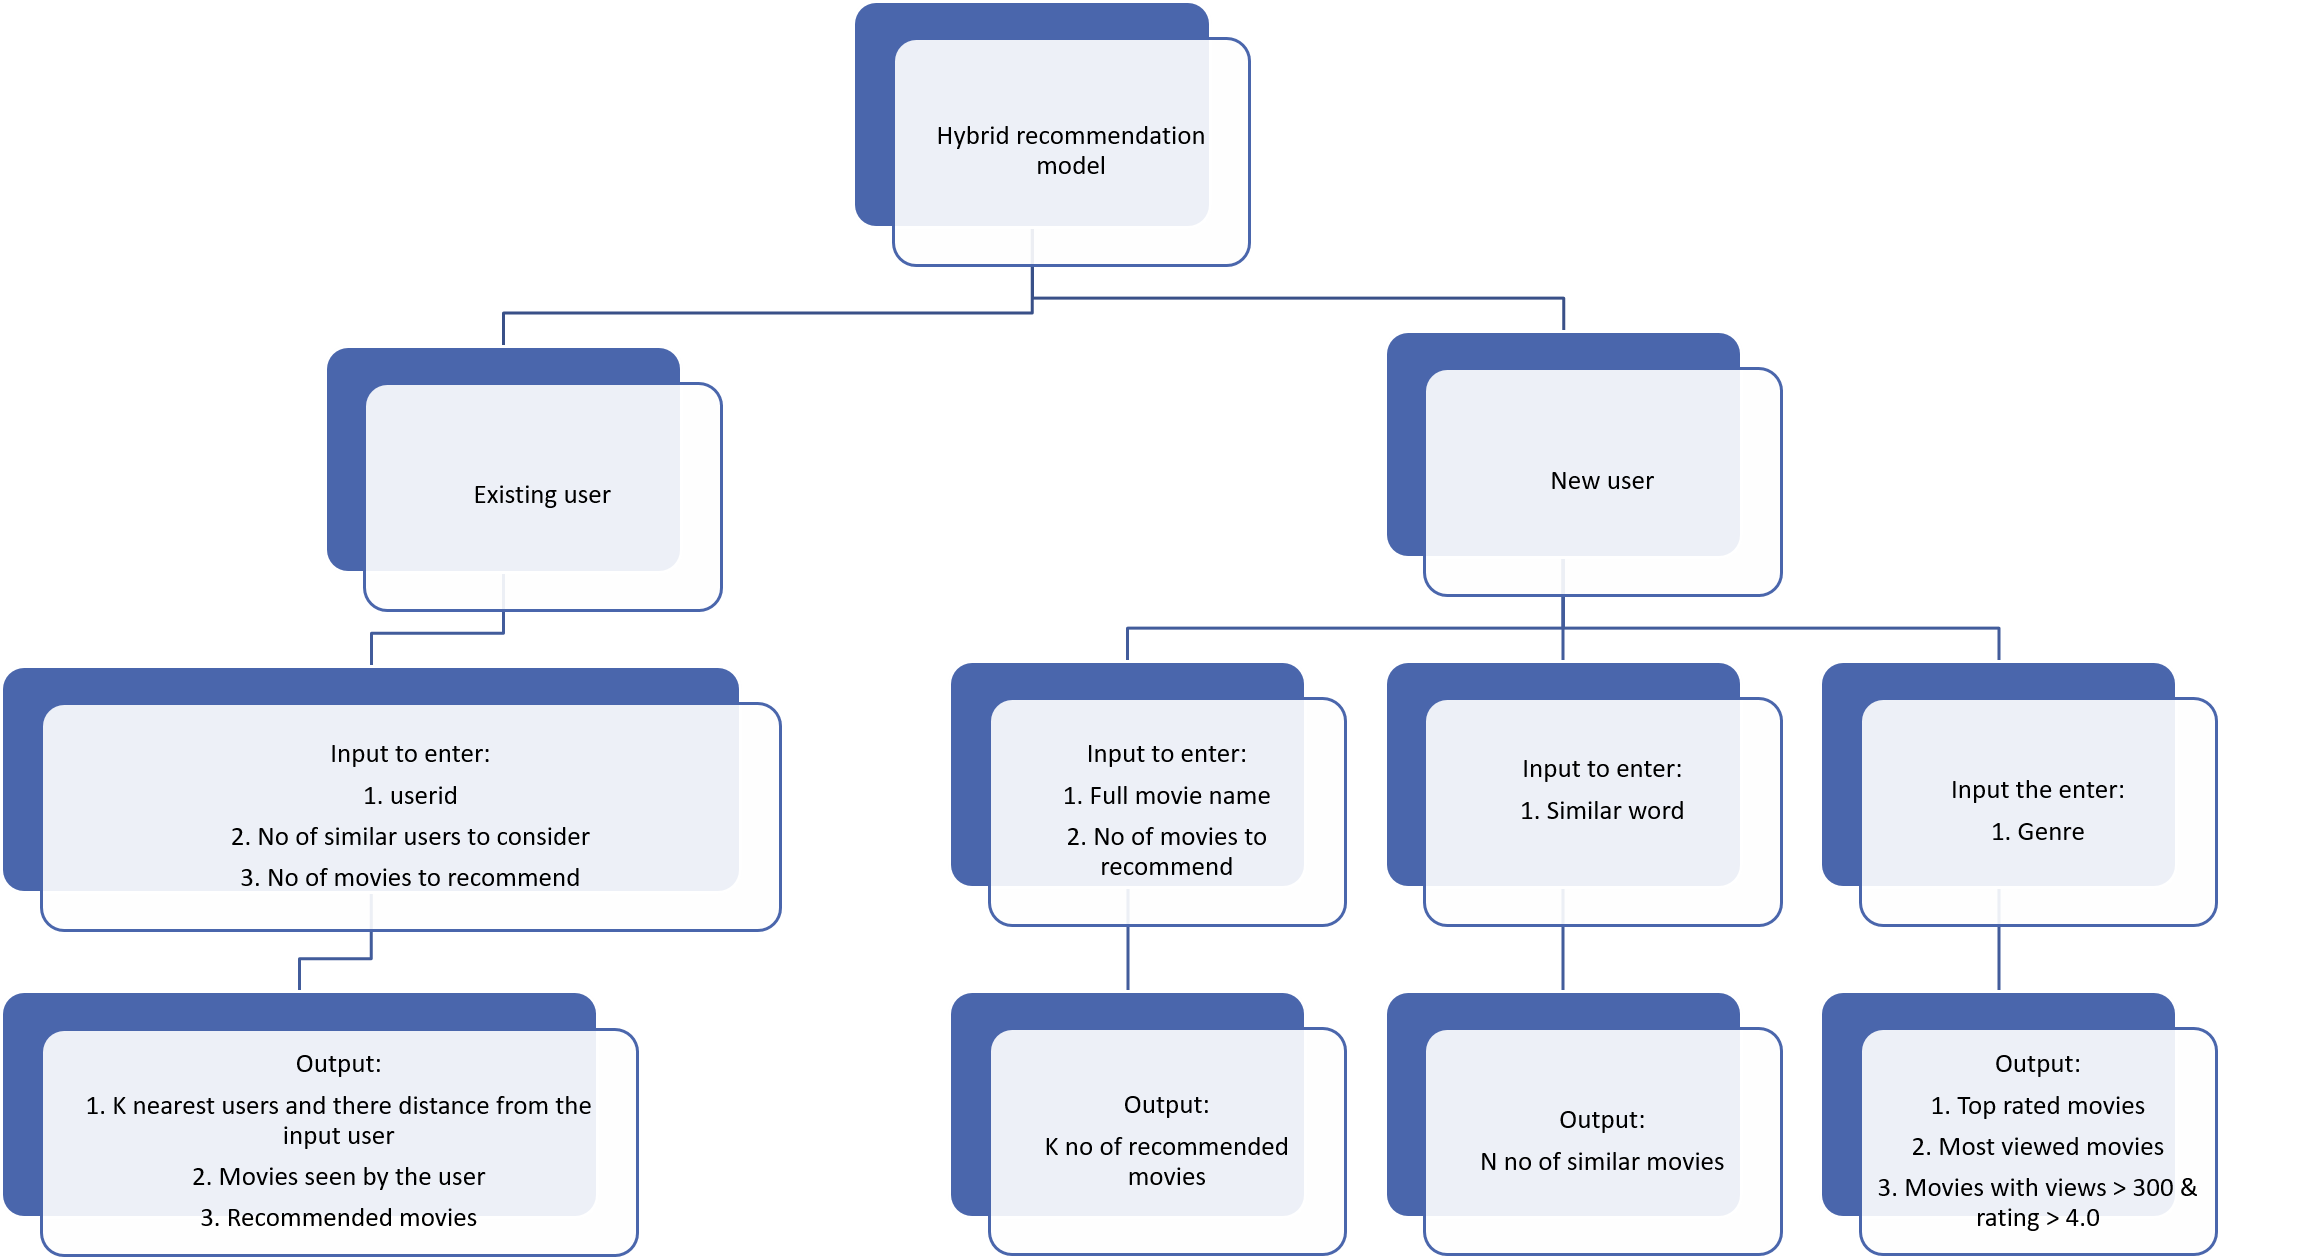 Hybrid recommendation
model
Existing user
New user
Input to enter:
1. userid
2. No of similar users to consider
3. No of movies to recommend
Input to enter:
1. Full movie name
2. No of movies to
recommend
Input to enter:
1. Similar word
Input the enter:
1. Genre
Output:
1. K nearest users and there distance from the
input user
2. Movies seen by the user
3. Recommended movies
Output:
K no of recommended
movies
Output:
N no of similar movies
Output:
1. Top rated movies
2. Most viewed movies
3. Movies with views > 300 &
rating > 4.0